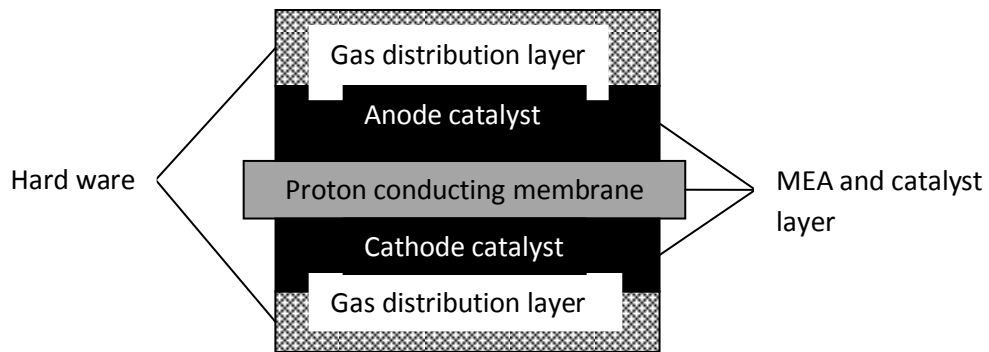 Gas distribution layer
Anode catalyst
Hard ware
Proton conducting membrane
MEA and catalyst
layer
Cathode catalyst
Gas distribution layer